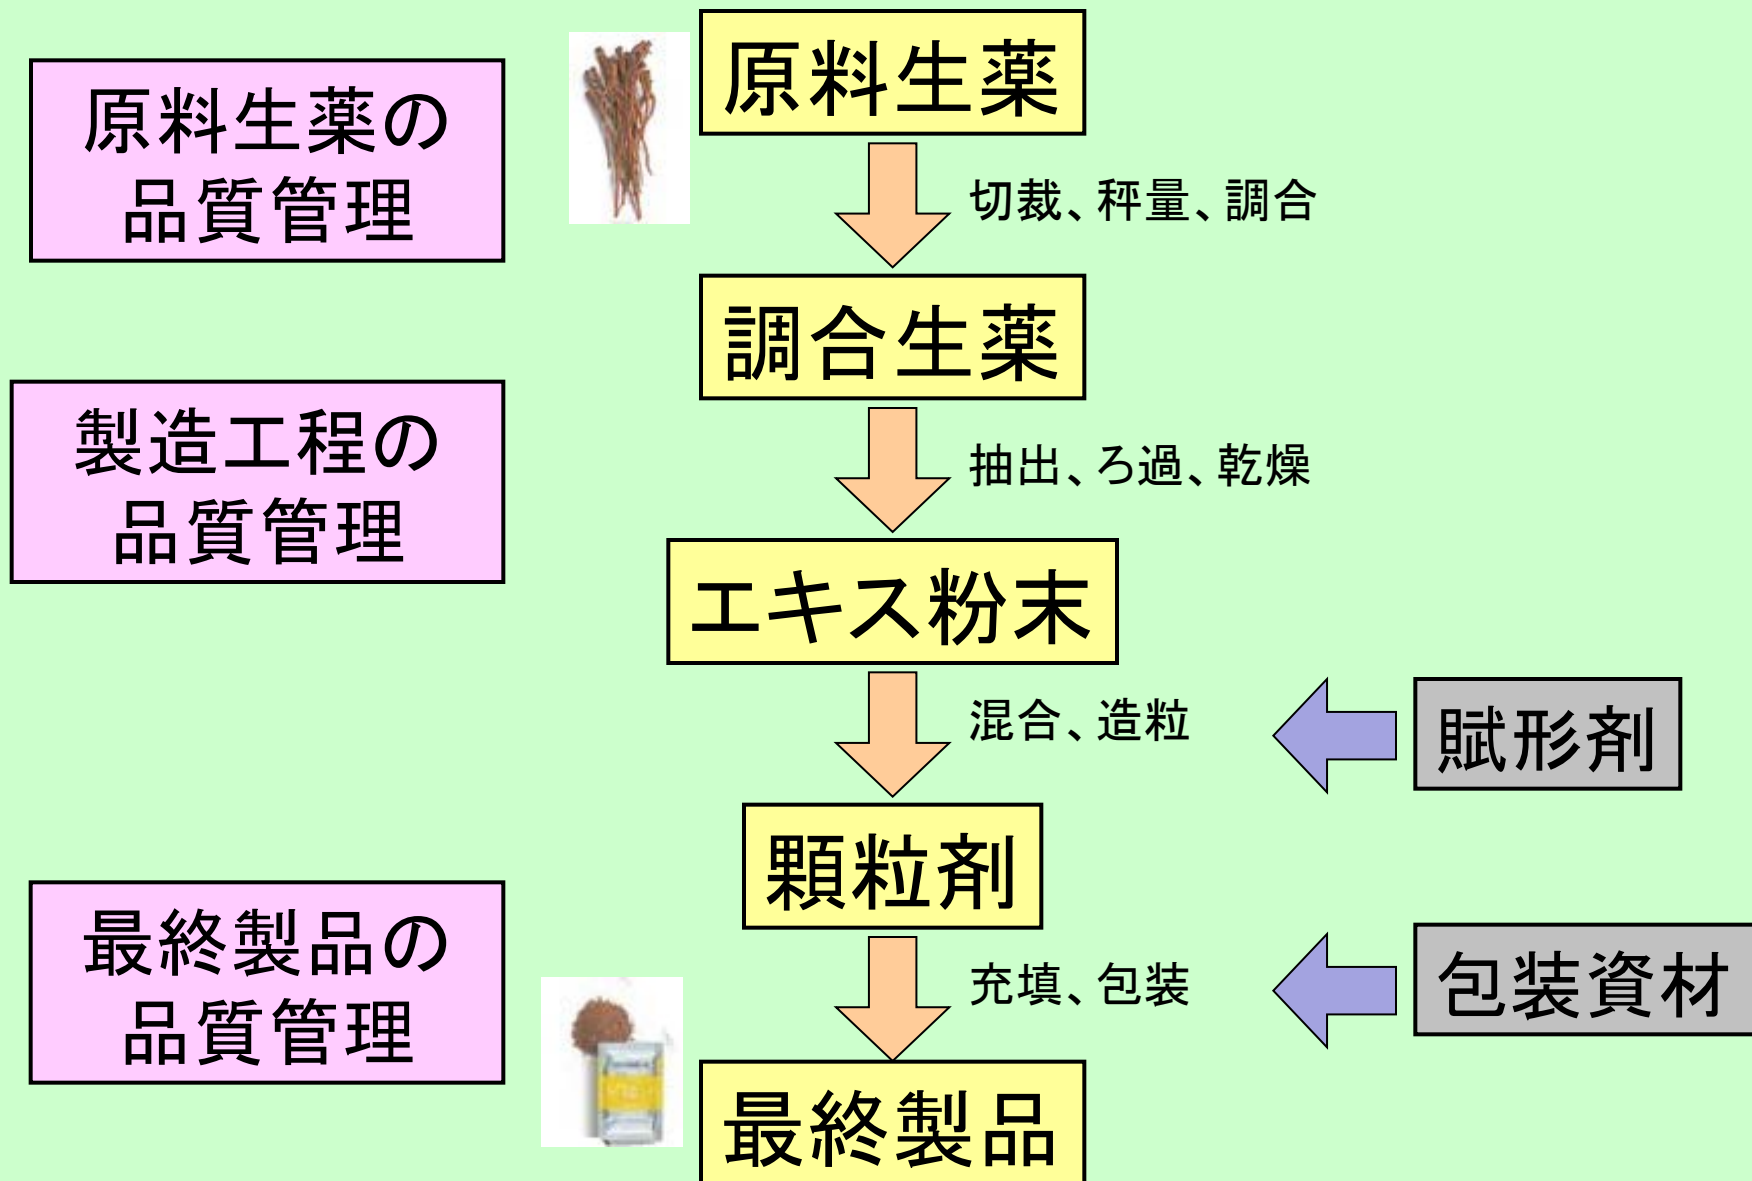 原料生薬の
品質管理
原料生薬
切裁、秤量、調合
調合生薬
製造工程の
品質管理
抽出、ろ過、乾燥
エキス粉末
混合、造粒
賦形剤
顆粒剤
最終製品の
品質管理
充填、包装
包装資材
最終製品